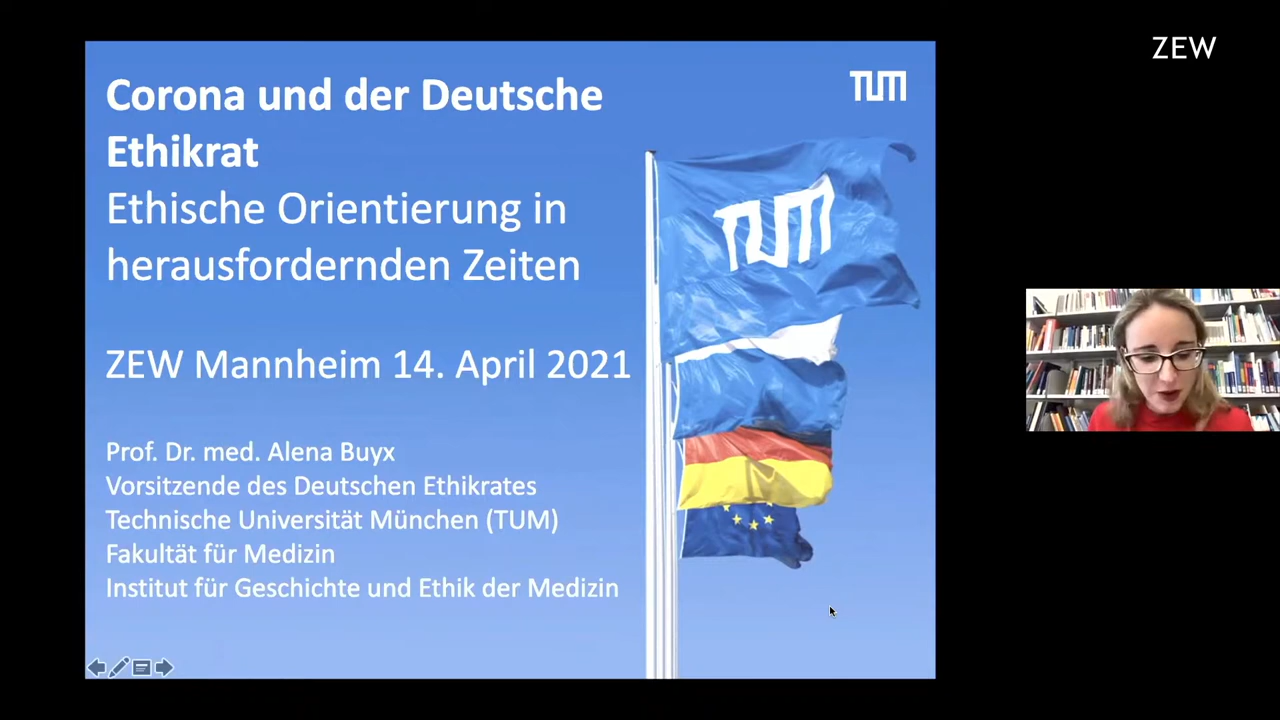 ZEW
TUM
Corona und der Deutsche
Ethikrat
Ethische Orientierung in
herausfordernden Zeiten
TUM
ZEW Mannheim 14. April 2021
Prof. Dr. med. Alena Buyx
Vorsitzende des Deutschen Ethikrates
Technische Universität München (TUM)
Fakultät für Medizin
Institut für Geschichte und Ethik der Medizin